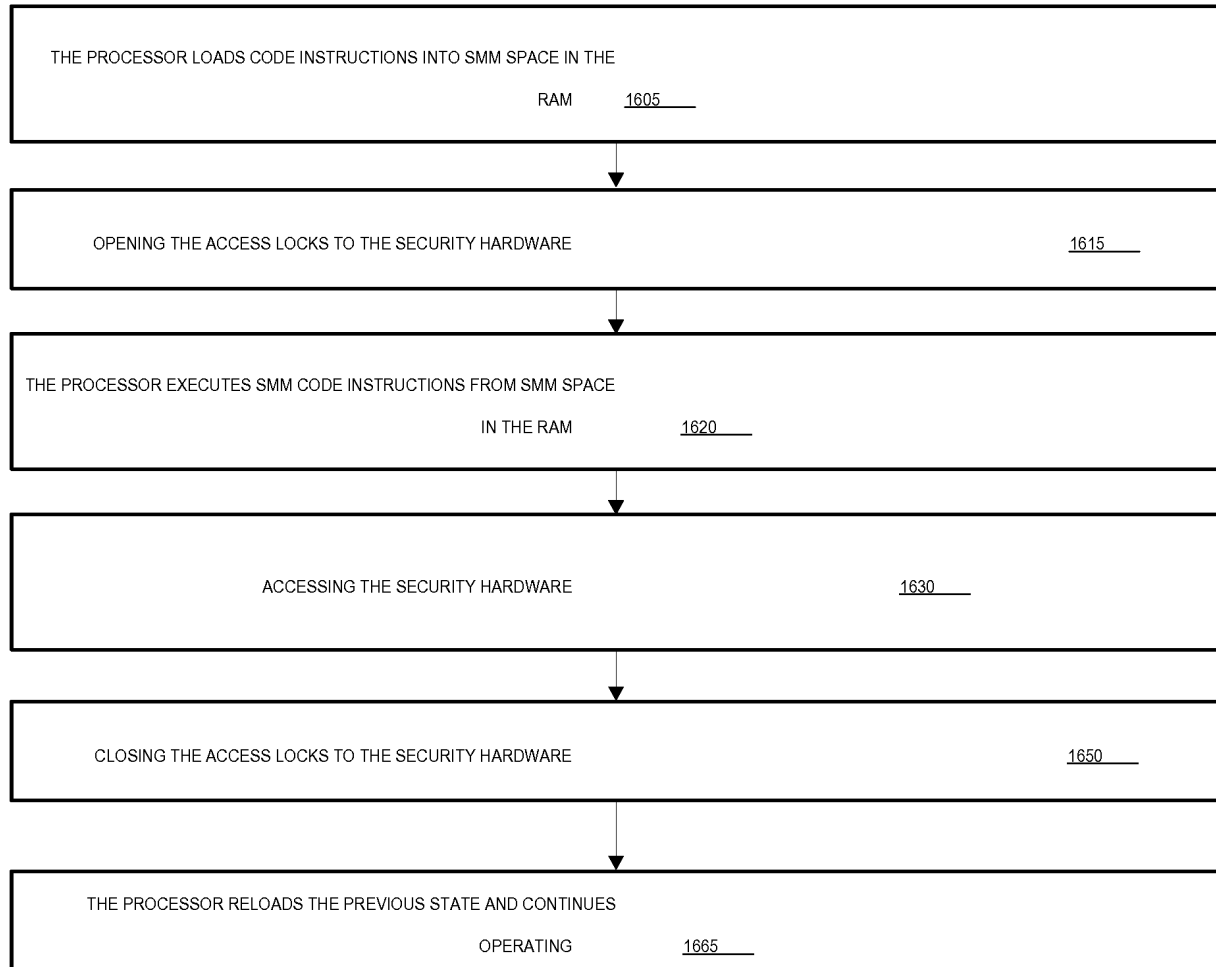 THE PROCESSOR LOADS CODE INSTRUCTIONS INTO SMM SPACE IN THE
RAM 1605
OPENING THE ACCESS LOCKS TO THE SECURITY HARDWARE 1615
THE PROCESSOR EXECUTES SMM CODE INSTRUCTIONS FROM SMM SPACE
IN THE RAM 1620
ACCESSING THE SECURITY HARDWARE 1630
CLOSING THE ACCESS LOCKS TO THE SECURITY HARDWARE 1650
THE PROCESSOR RELOADS THE PREVIOUS STATE AND CONTINUES
OPERATING 1665